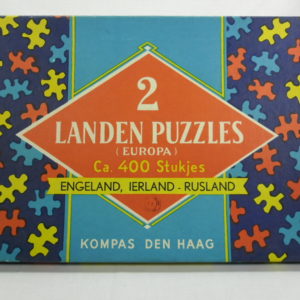 2
LANDEN PUZZLES
(EUROPA)
Ca. 400 Stukjes
ENGELAND, IERLAND - RUSLAND
KOMPAS DEN HAAG